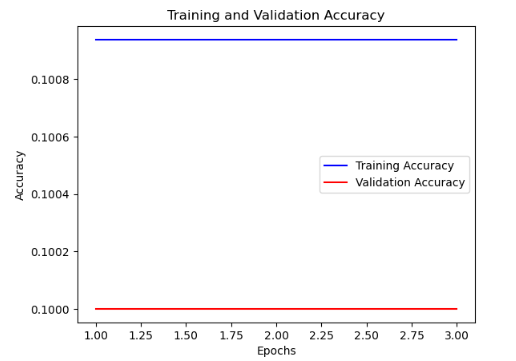 Training and Validation Accuracy
Accuracy
0.1008
0.1006
0.1004
0.1002
0.1000
Training Accuracy
Validation Accuracy
1.00 1.25 1.50 1.75 2.00 2.25 2.50 2.75 3.00
Epochs